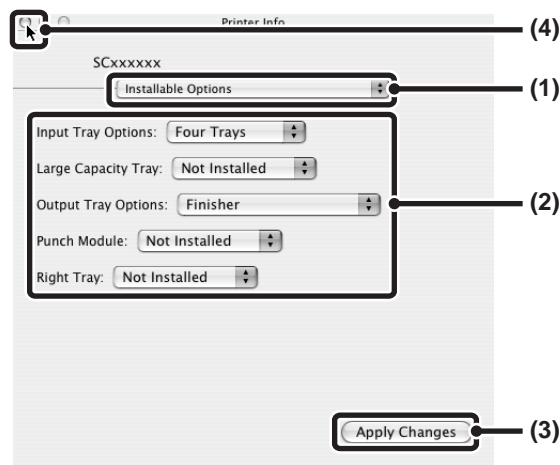 Printer Info
(4)
SCxxxxxx
Installable Options
(1)
Input Tray Options: Four Trays
Large Capacity Tray: Not Installed
Output Tray Options: Finisher
(2)
Punch Module: Not Installed
Right Tray: Not Installed
Apply Changes
(3)